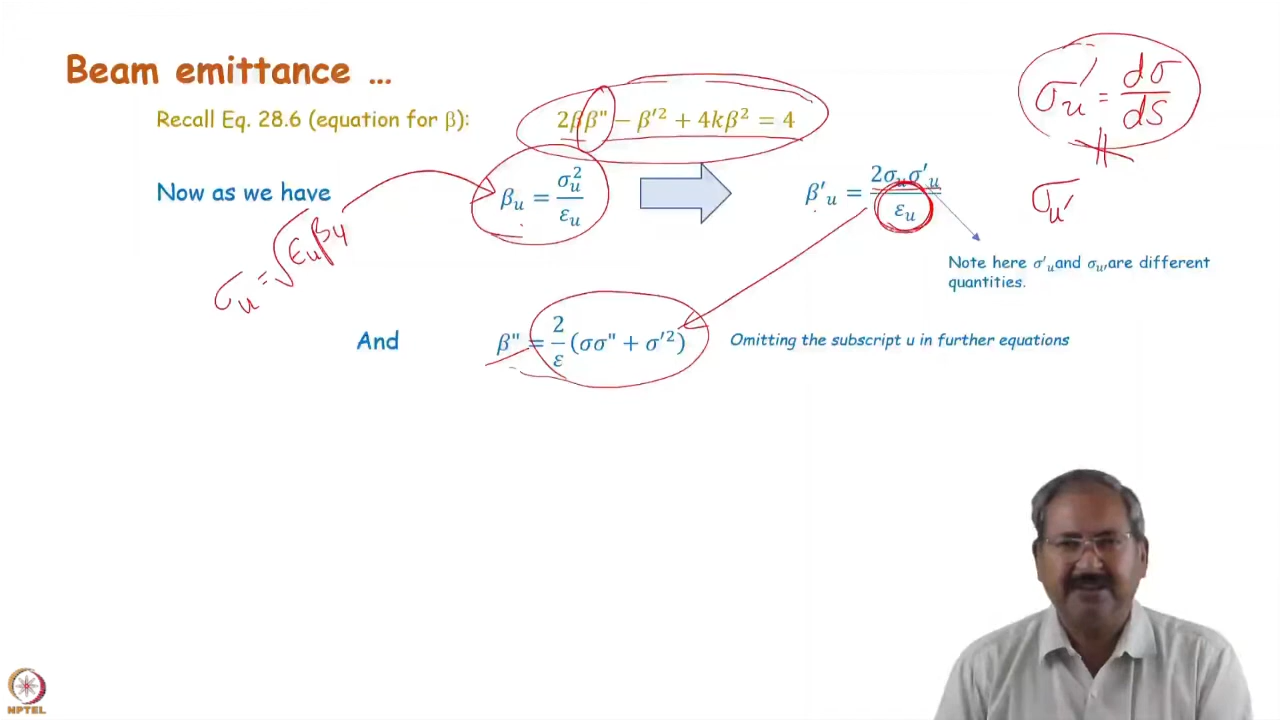 Beam emittance ...
Recall Eq. 28.6 (equation for β): 2ββ" − β′² + 4kβ² = 4
σ′ᵤ = dσ/dS
Now as we have βᵤ = σᵤ²/εᵤ β′ᵤ = 2σᵤσ′ᵤ/εᵤ
σᵤ′
σᵤ = √εᵤβᵤ
Note here σ′ᵤand σᵤ′are different
quantities.
And β" = 2/ε (σσ" + σ′²) Omitting the subscript u in further equations
NPTEL